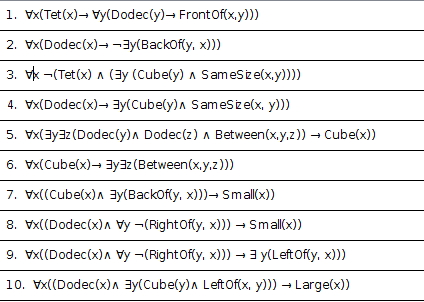 1. ∀x(Tet(x)→ ∀y(Dodec(y)→ FrontOf(x,y)))
2. ∀x(Dodec(x)→ ¬∃y(BackOf(y, x)))
3. ∀x ¬(Tet(x) ∧ (∃y (Cube(y) ∧ SameSize(x,y))))
4. ∀x(Dodec(x)→ ∃y(Cube(y)∧ SameSize(x, y)))
5. ∀x(∃y∃z(Dodec(y)∧ Dodec(z) ∧ Between(x,y,z)) → Cube(x))
6. ∀x(Cube(x)→ ∃y∃z(Between(x,y,z)))
7. ∀x((Cube(x)∧ ∃y(BackOf(y, x)))→ Small(x))
8. ∀x((Dodec(x)∧ ∀y ¬(RightOf(y, x))) → Small(x))
9. ∀x((Dodec(x)∧ ∀y ¬(RightOf(y, x))) → ∃ y(LeftOf(y, x)))
10. ∀x((Dodec(x)∧ ∃y(Cube(y)∧ LeftOf(x, y))) → Large(x))